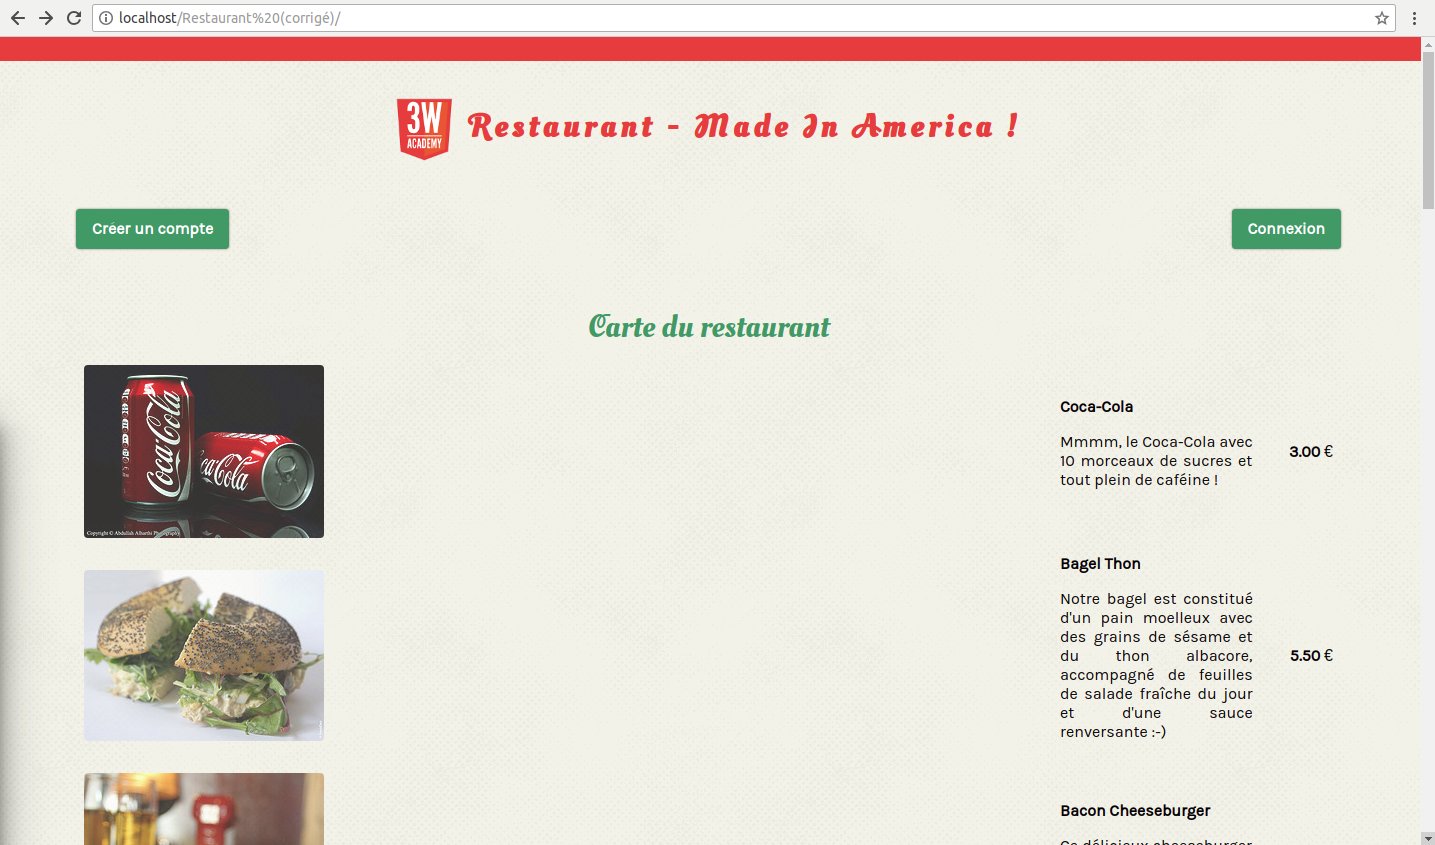 localhost/Restaurant%20(corrigé)/
3W
ACADEMY
Restaurant - Made In America !
Créer un compte
Connexion
Carte du restaurant
Coca-Cola
Coca-Cola
Copyright © Abdullah Alharthi Photography
Coca-Cola
Mmmm, le Coca-Cola avec
10 morceaux de sucres et
tout plein de caféine !
3.00 €
Bagel Thon
Notre bagel est constitué
d'un pain moelleux avec
des grains de sésame et
du thon albacore,
accompagné de feuilles
de salade fraîche du jour
et d'une sauce
renversante :-)
5.50 €
Bacon Cheeseburger
Ce délicieux cheeseburger